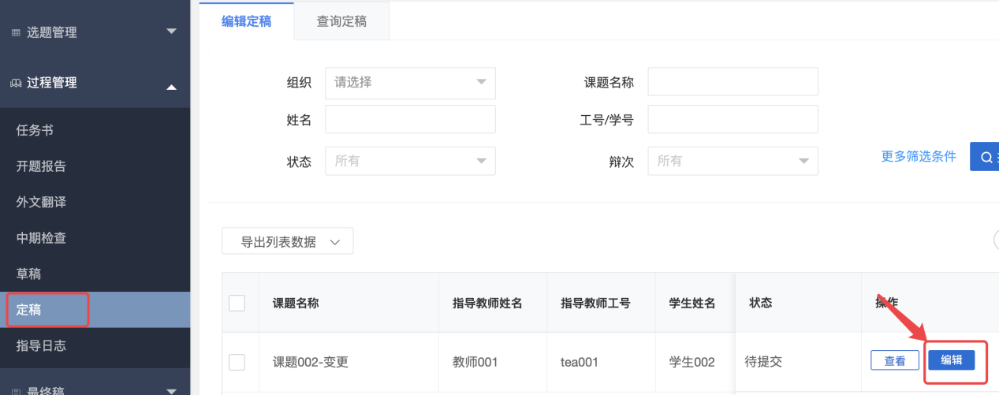 选题管理
过程管理
任务书
开题报告
外文翻译
中期检查
草稿
定稿
指导日志
最终稿
编辑定稿 查询定稿
组织 请选择 课题名称
姓名 工号/学号
状态 所有 辩次 所有 更多筛选条件
导出列表数据
课题名称 指导教师姓名 指导教师工号 学生姓名 状态 操作
课题002-变更 教师001 tea001 学生002 待提交 查看 编辑